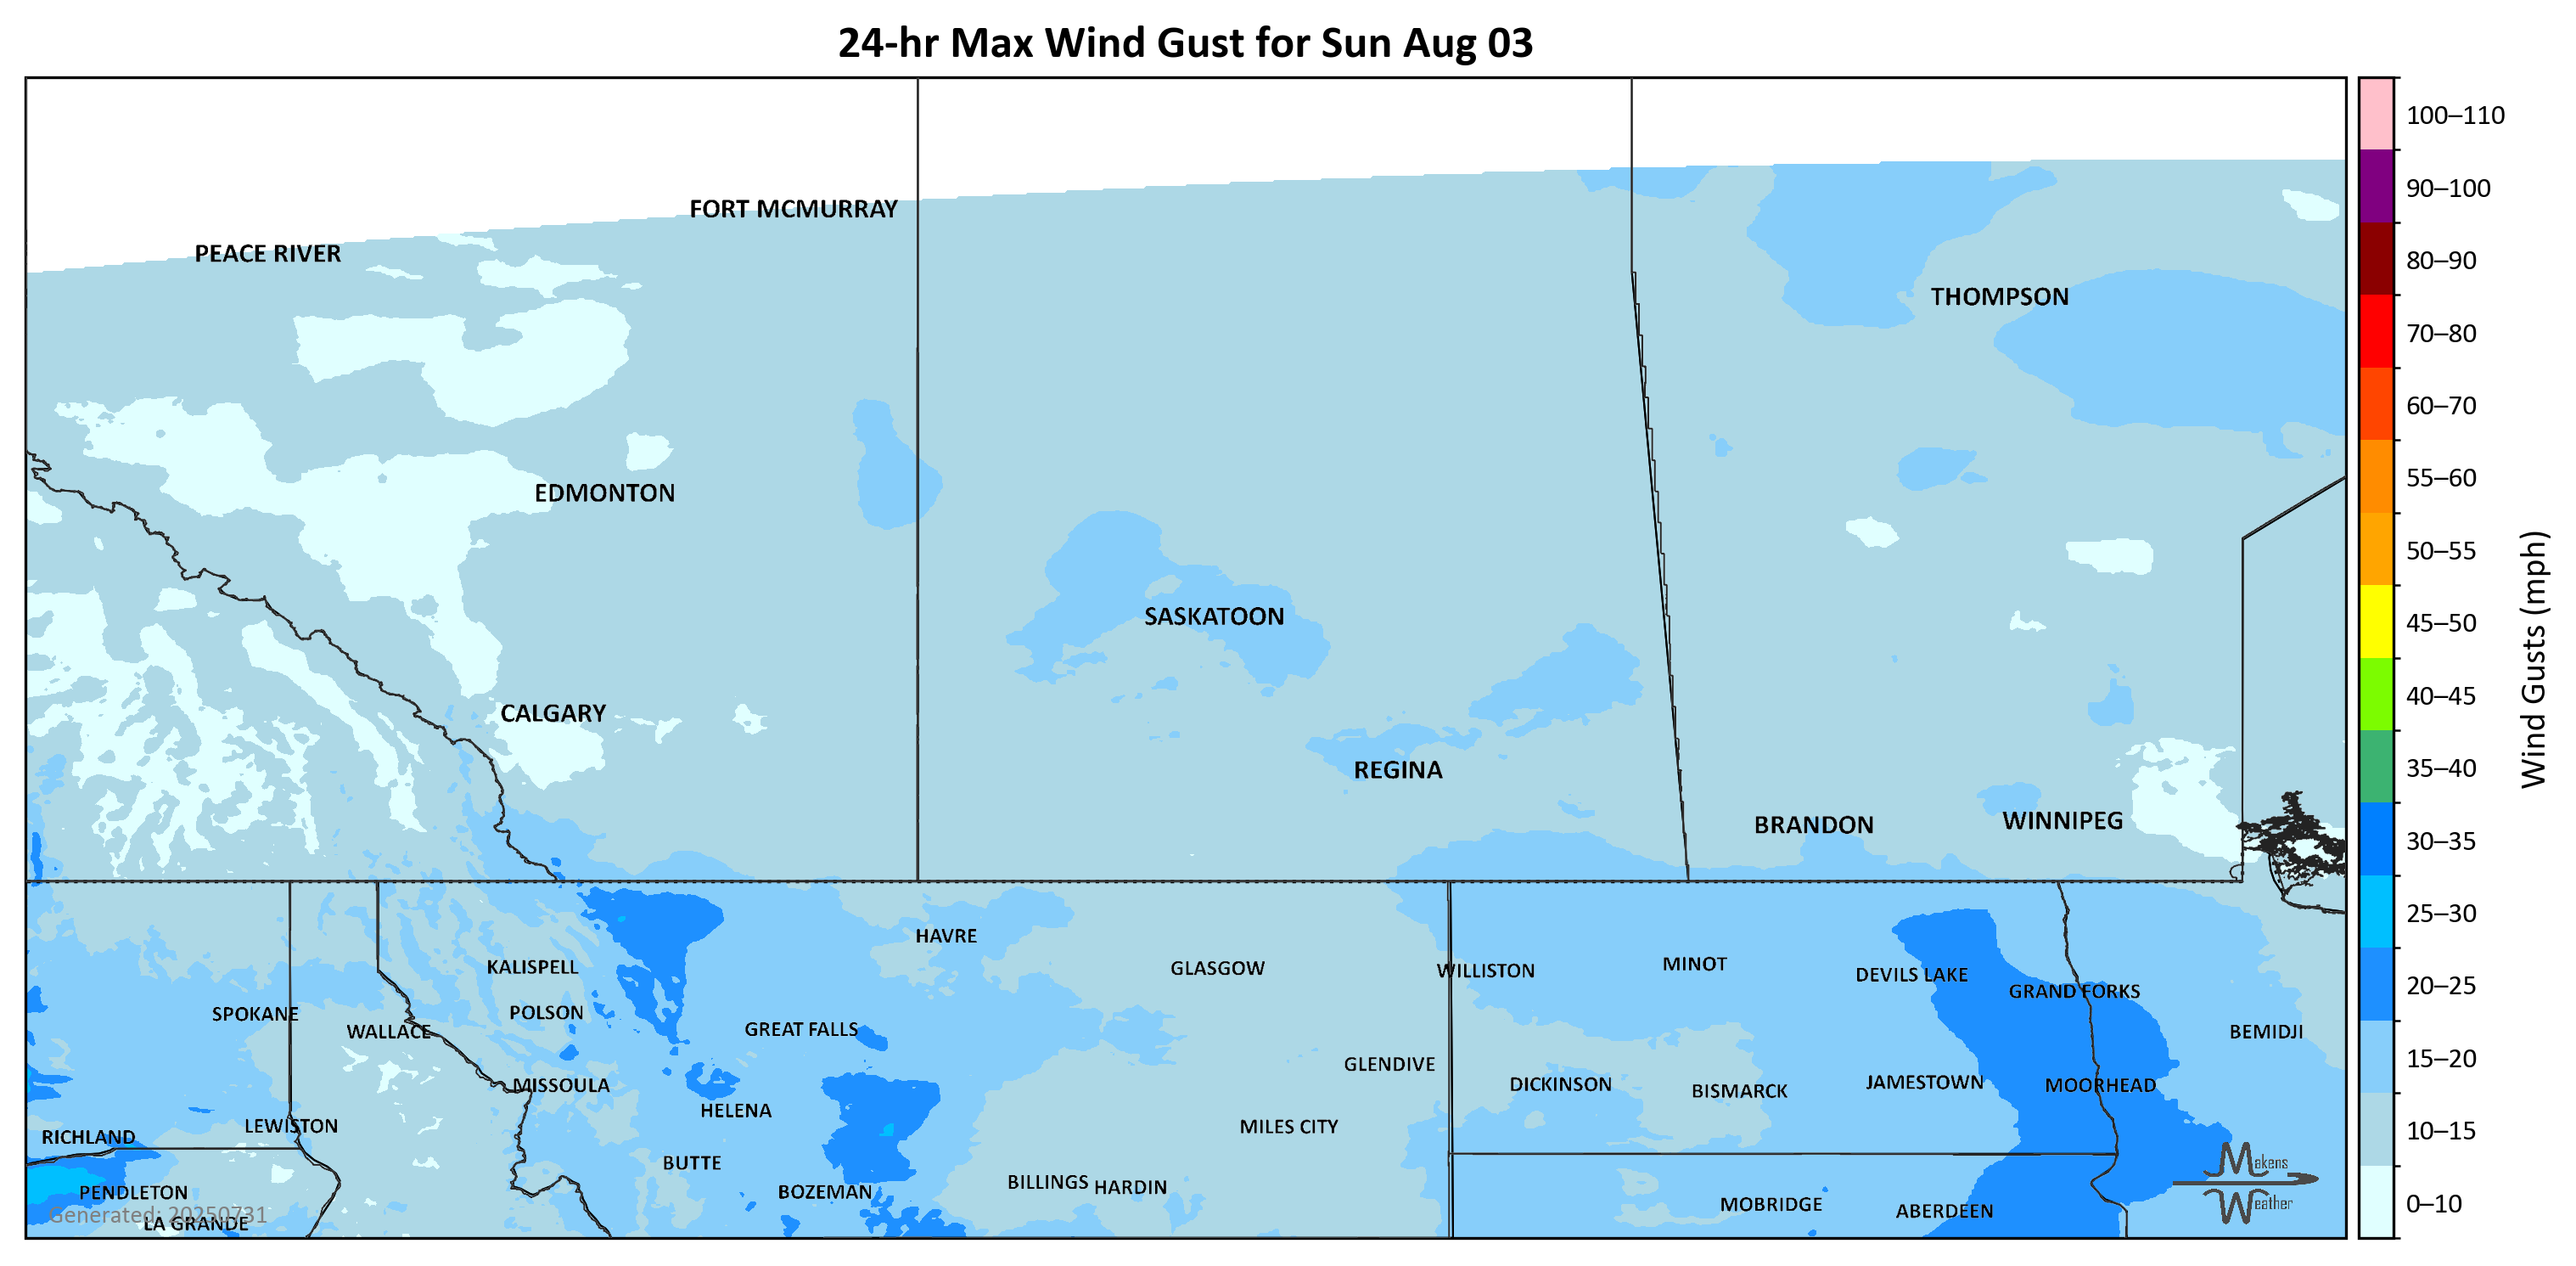 24-hr Max Wind Gust for Sun Aug 03
100–110
90–100
80–90
70–80
60–70
55–60
50–55
45–50
40–45
35–40
30–35
25–30
20–25
15–20
10–15
0–10
Wind Gusts (mph)
FORT MCMURRAY
PEACE RIVER
THOMPSON
EDMONTON
SASKATOON
CALGARY
REGINA
BRANDON
WINNIPEG
HAVRE
KALISPELL
GLASGOW
WILLISTON
MINOT
DEVILS LAKE
GRAND FORKS
SPOKANE
POLSON
WALLACE
GREAT FALLS
BEMIDJI
GLENDIVE
MISSOULA
DICKINSON
BISMARCK
JAMESTOWN
MOORHEAD
HELENA
LEWISTON
MILES CITY
RICHLAND
BUTTE
BILLINGS
HARDIN
PENDLETON
BOZEMAN
MOBRIDGE
ABERDEEN
LA GRANDE
Generated: 20250731
Makens
Weather